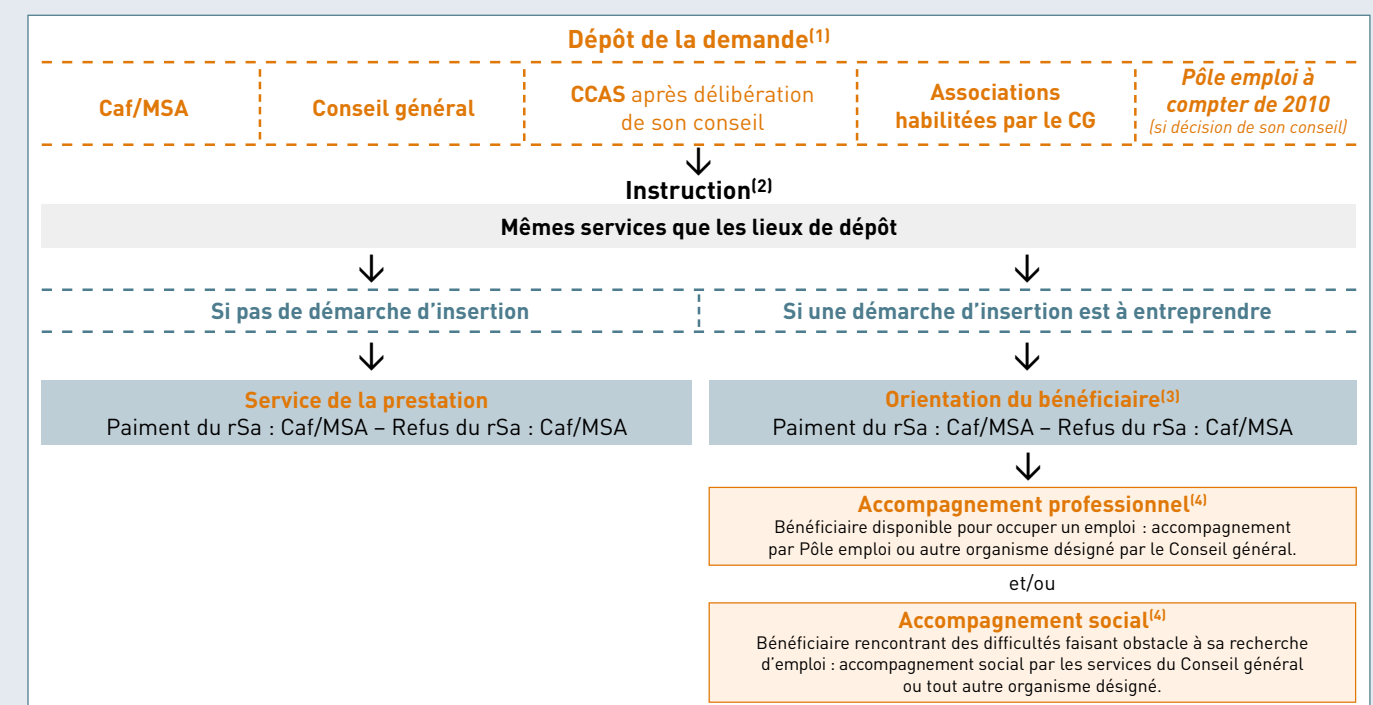 Dépôt de la demande(1)
Caf/MSA
Conseil général
CCAS après délibération
de son conseil
Associations
habilitées par le CG
Pôle emploi à
compter de 2010
(si décision de son conseil)
Instruction(2)
Mêmes services que les lieux de dépôt
Si pas de démarche d’insertion
Si une démarche d’insertion est à entreprendre
Service de la prestation
Paiment du rSa : Caf/MSA – Refus du rSa : Caf/MSA
Orientation du bénéficiaire(3)
Paiment du rSa : Caf/MSA – Refus du rSa : Caf/MSA
Accompagnement professionnel(4)
Bénéficiaire disponible pour occuper un emploi : accompagnement
par Pôle emploi ou autre organisme désigné par le Conseil général.
et/ou
Accompagnement social(4)
Bénéficiaire rencontrant des difficultés faisant obstacle à sa recherche
d’emploi : accompagnement social par les services du Conseil général
ou tout autre organisme désigné.